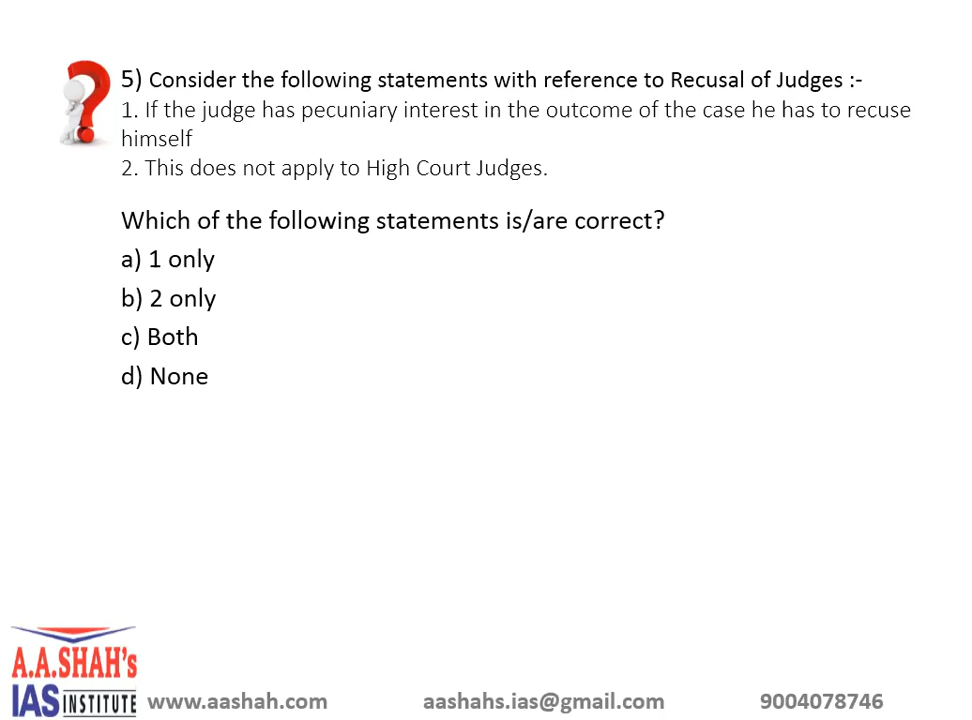 5) Consider the following statements with reference to Recusal of Judges :-
1. If the judge has pecuniary interest in the outcome of the case he has to recuse
himself
2. This does not apply to High Court Judges.
Which of the following statements is/are correct?
a) 1 only
b) 2 only
c) Both
d) None
A.A.SHAH's
IAS INSTITUTE
www.aashah.com aashahs.ias@gmail.com 9004078746